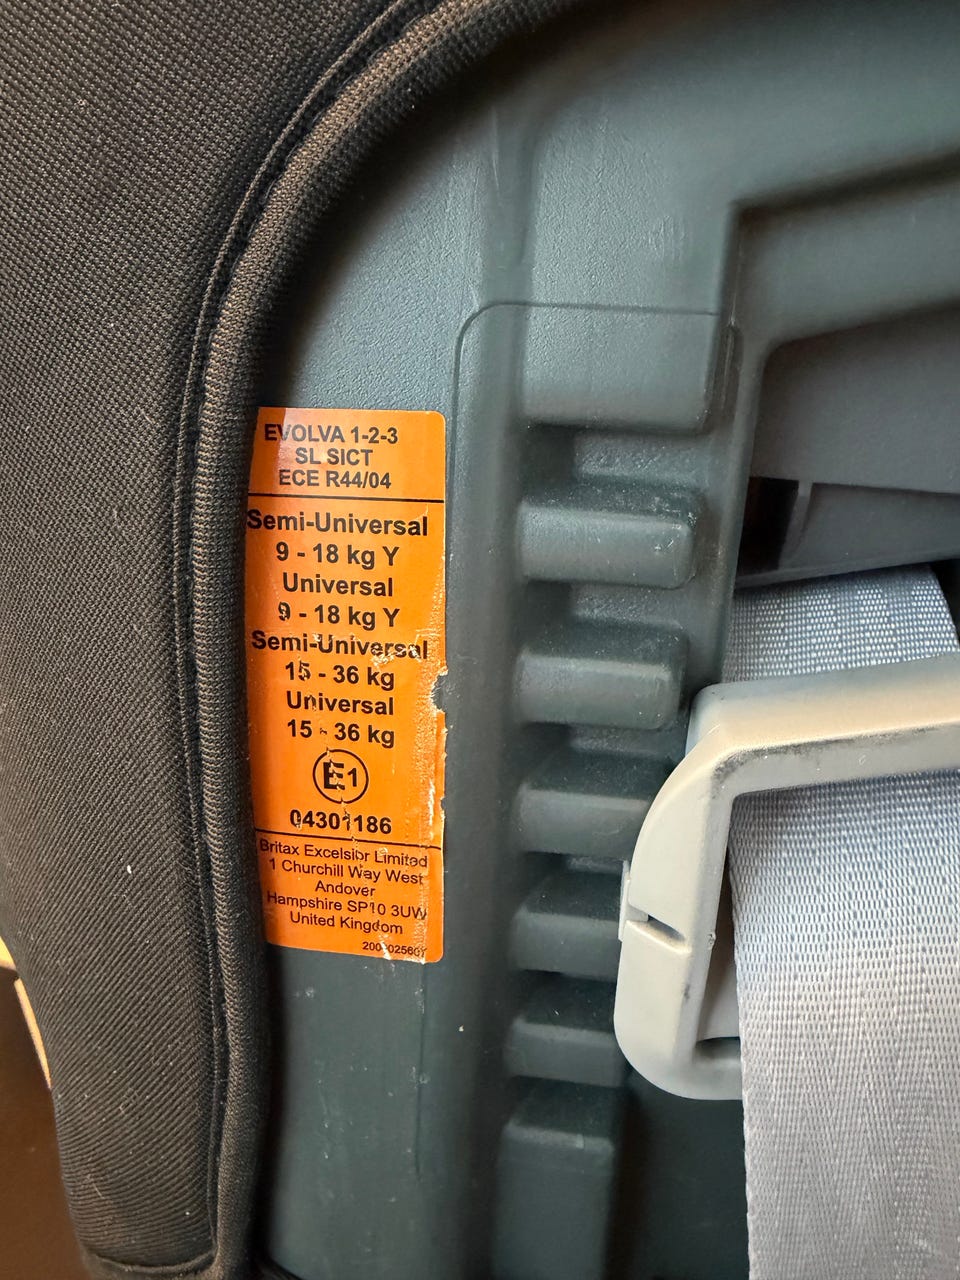 EVOLVA 1-2-3
SL SICT
ECE R44/04
Semi-Universal
9 - 18 kg Y
Universal
9 - 18 kg Y
Semi-Universal
15 - 36 kg
Universal
15 - 36 kg
E1
04301186
Britax Excelsior Limited
1 Churchill Way West
Andover
Hampshire SP10 3UW
United Kingdom